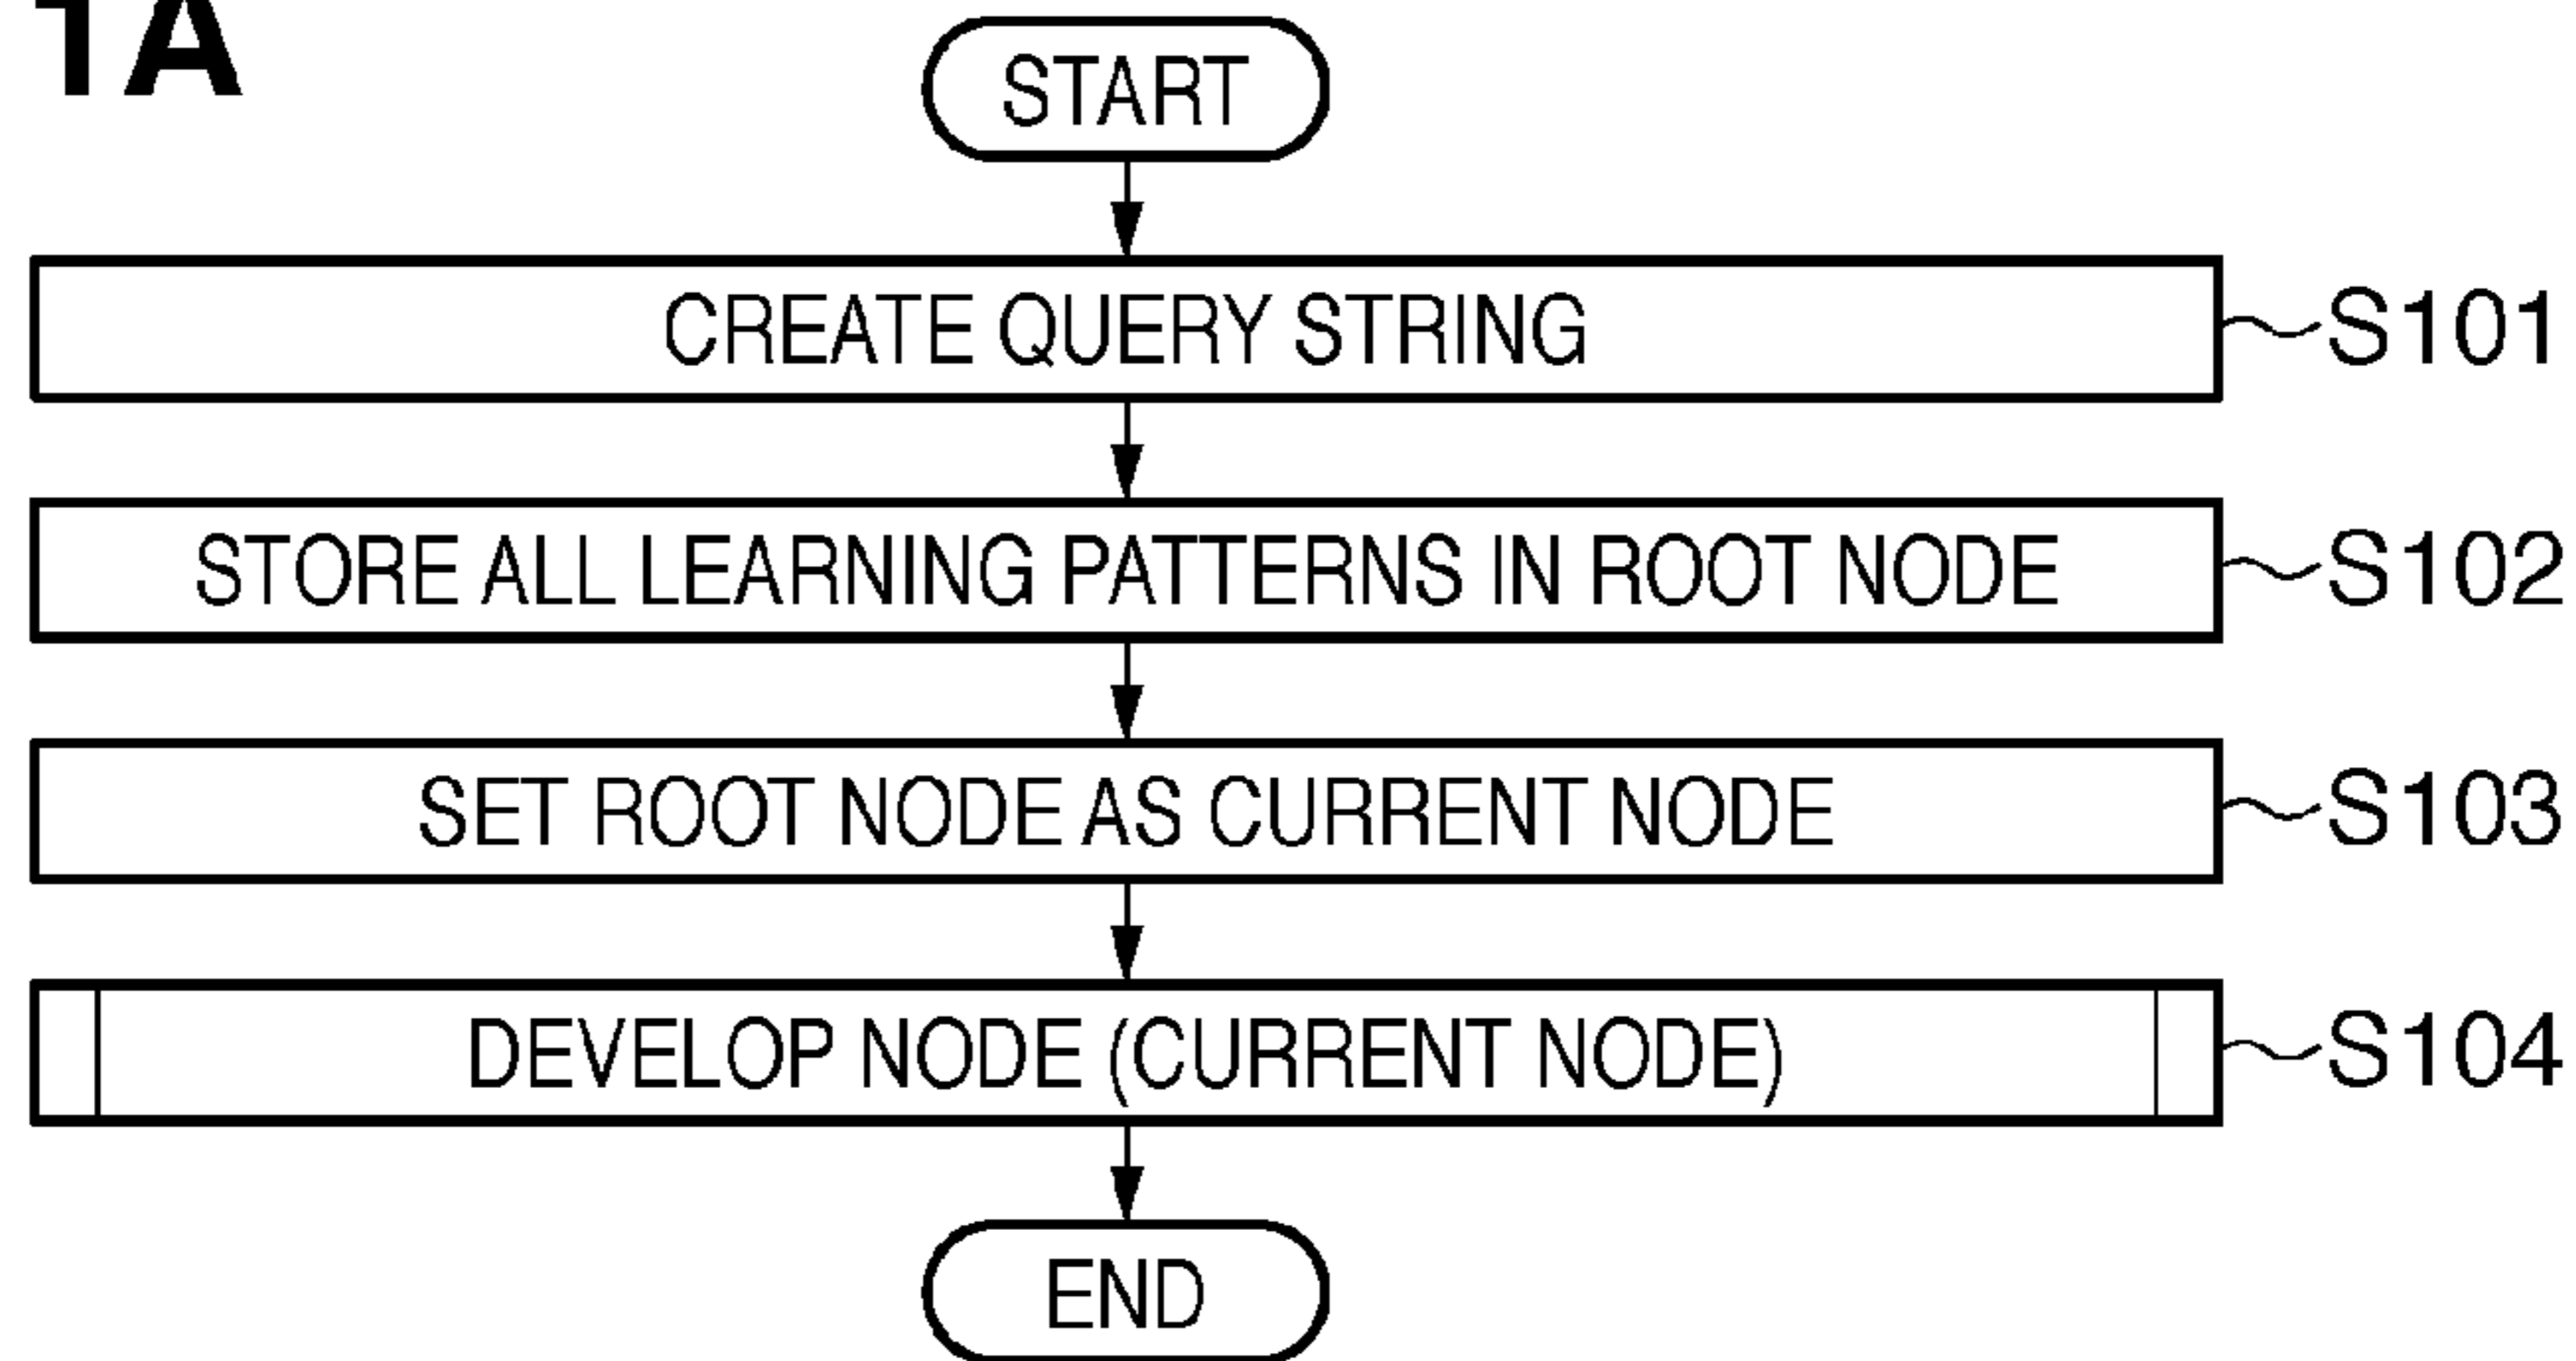 1A
START
CREATE QUERY STRING S101
STORE ALL LEARNING PATTERNS IN ROOT NODE S102
SET ROOT NODE AS CURRENT NODE S103
DEVELOP NODE (CURRENT NODE) S104
END